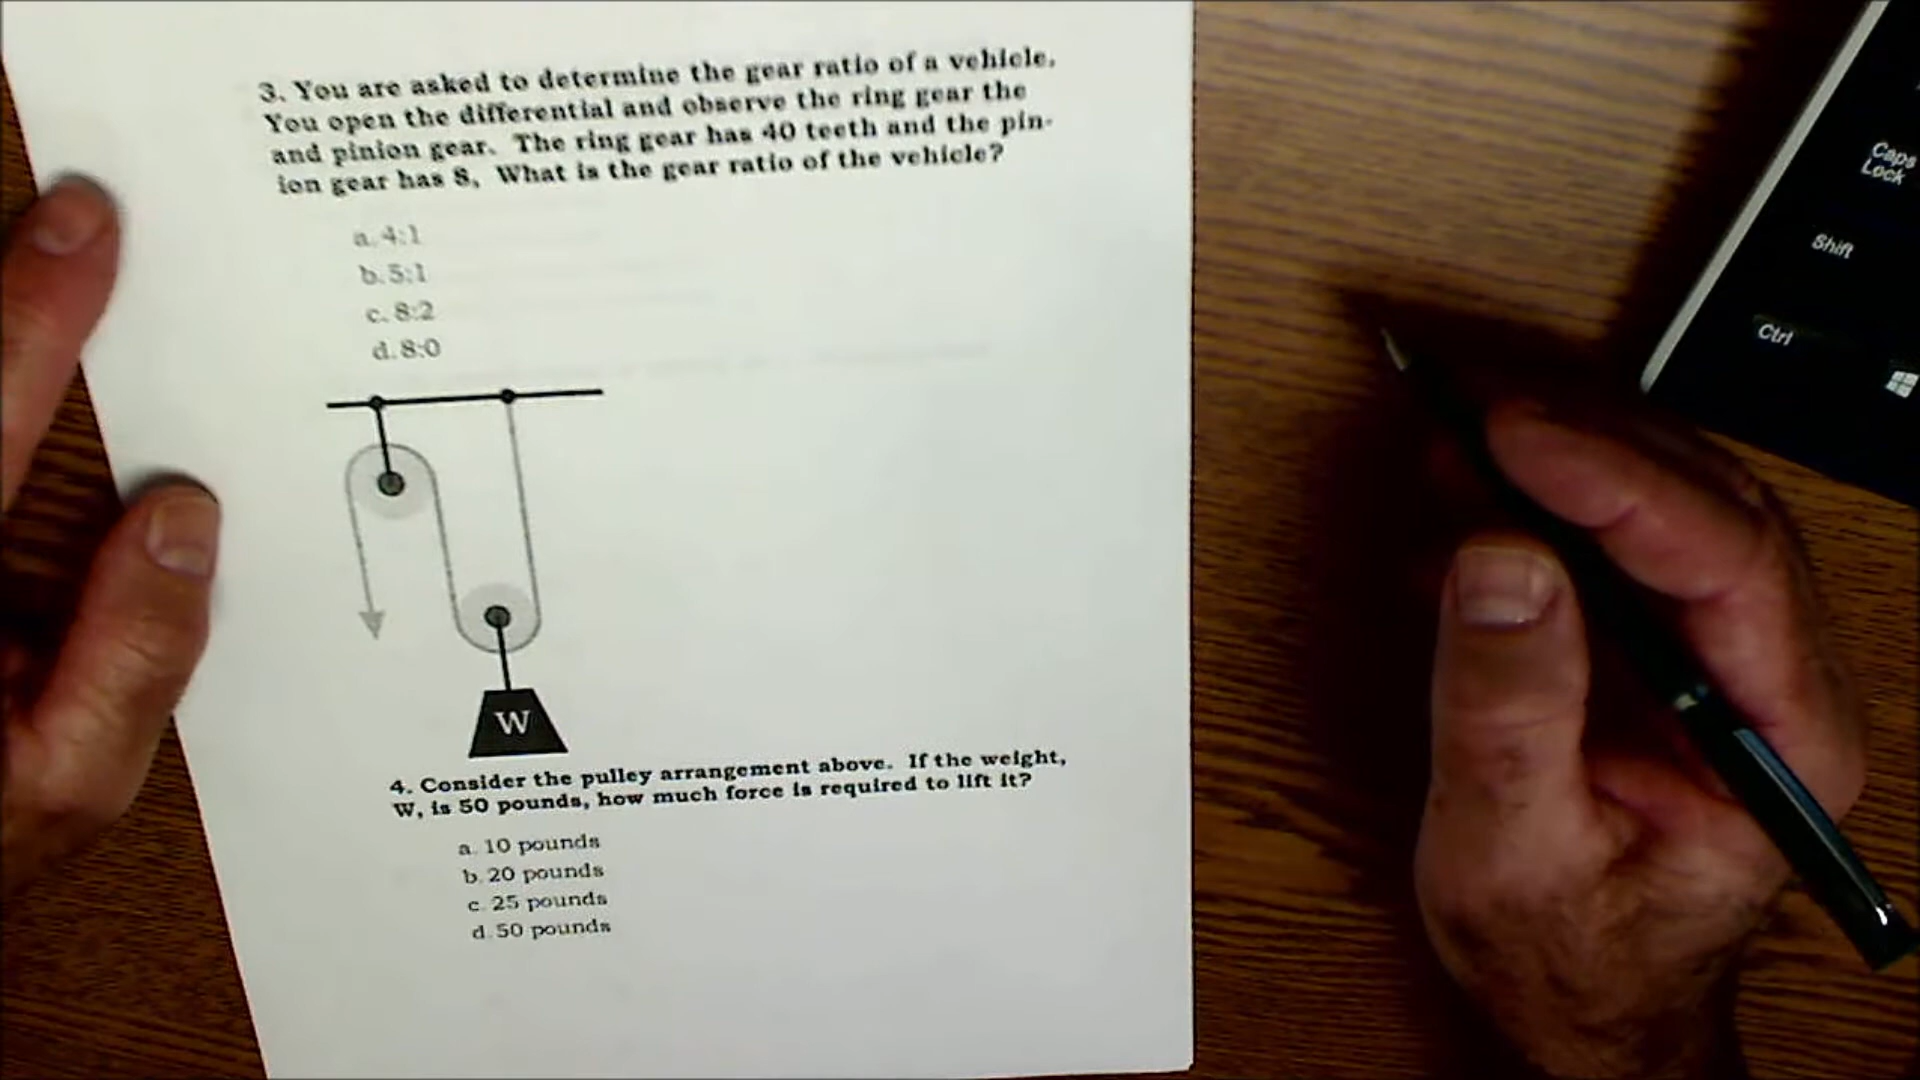 3. You are asked to determine the gear ratio of a vehicle.
You open the differential and observe the ring gear the
and pinion gear. The ring gear has 40 teeth and the pin-
ion gear has 8, What is the gear ratio of the vehicle?
a. 4:1
b. 5:1
c. 8:2
d. 8:0
W
4. Consider the pulley arrangement above. If the weight,
W, is 50 pounds, how much force is required to lift it?
a. 10 pounds
b. 20 pounds
c. 25 pounds
d. 50 pounds
Caps
Lock
Shift
Ctrl